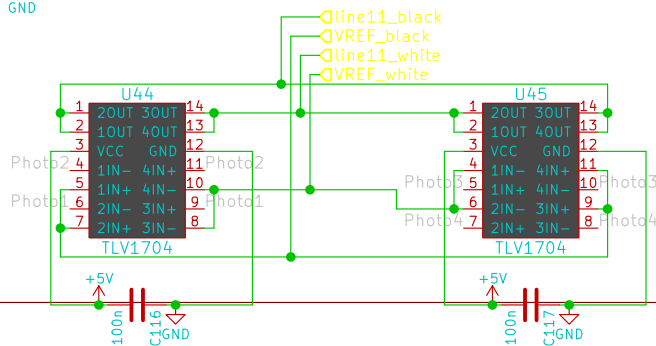 GND
line11_black
VREF_black
line11_white
VREF_white
U44
U45
1 2OUT 3OUT 14
2 1OUT 4OUT 13
3 VCC GND 12
4 1IN- 4IN+ 11
5 1IN+ 4IN- 10
6 2IN- 3IN+ 9
7 2IN+ 3IN- 8
Photo2
Photo2
Photo1
Photo1
TLV1704
1 2OUT 3OUT 14
2 1OUT 4OUT 13
3 VCC GND 12
4 1IN- 4IN+ 11
5 1IN+ 4IN- 10
6 2IN- 3IN+ 9
7 2IN+ 3IN- 8
Photo3
Photo3
Photo4
Photo4
TLV1704
+5V
100n
C116
GND
+5V
100n
C117
GND